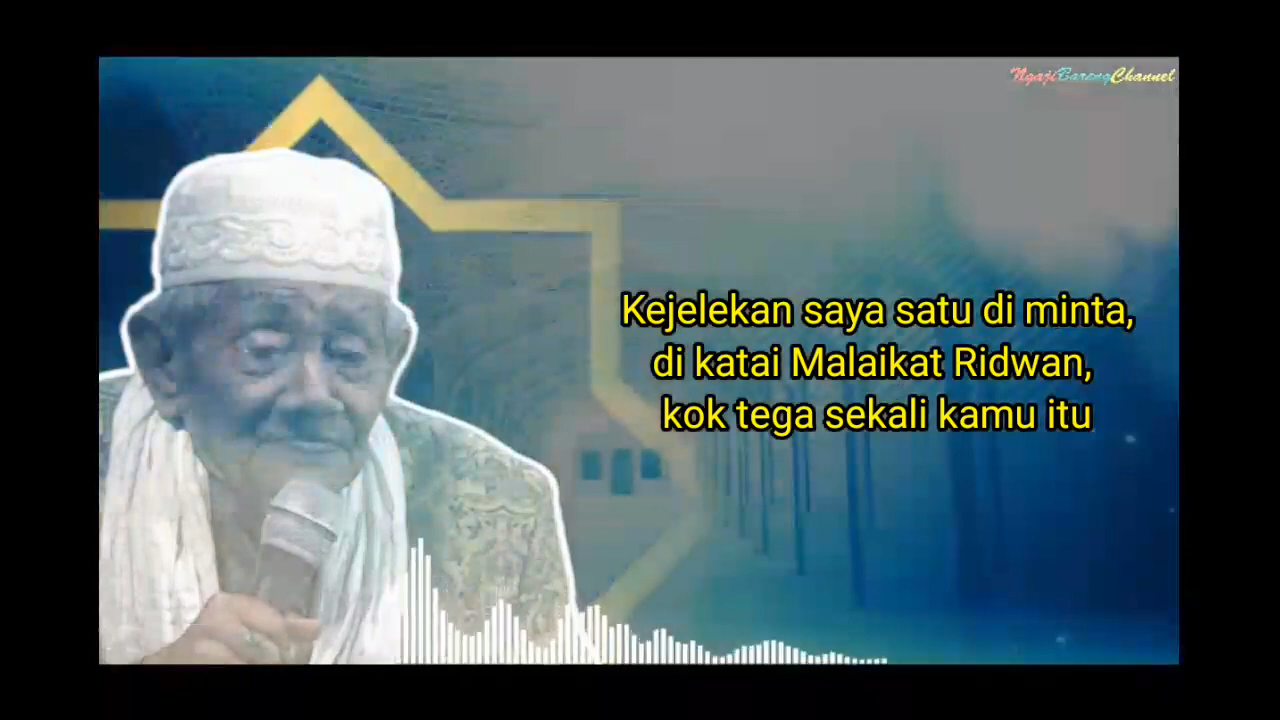 NgajiBarengChannel
Kejelekan saya satu di minta,
di katai Malaikat Ridwan,
kok tega sekali kamu itu